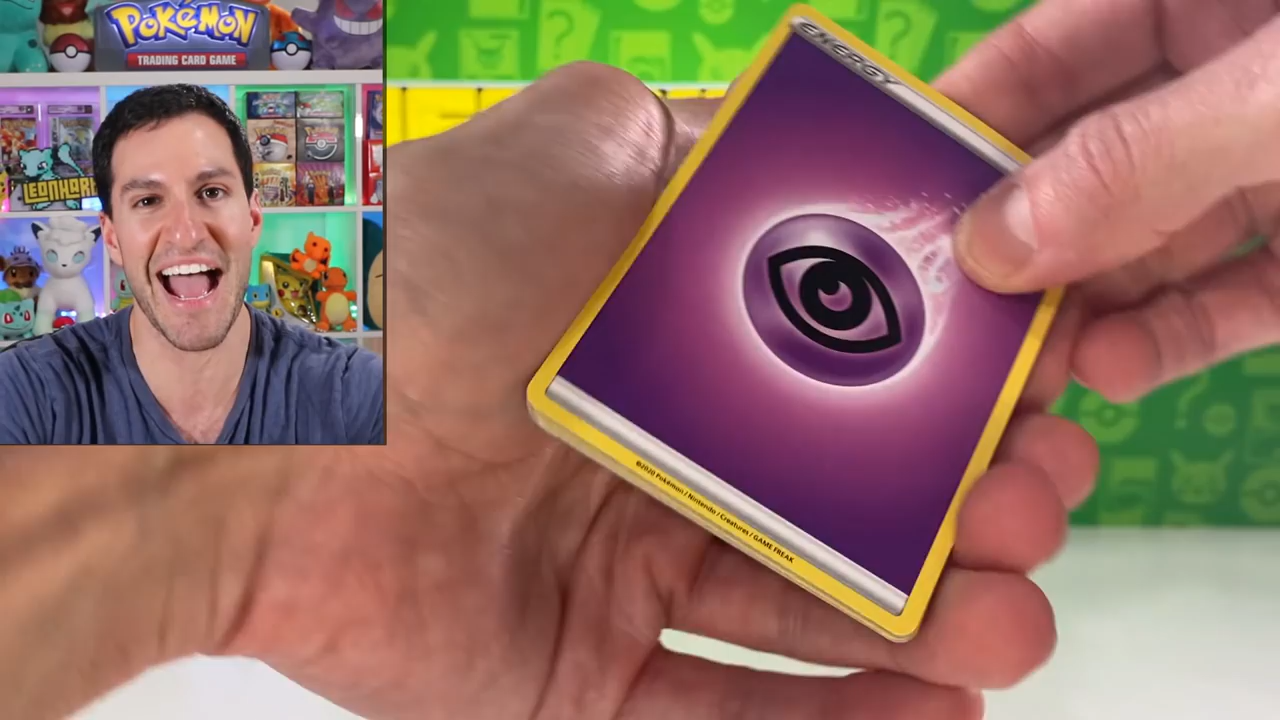 POKéMON
TRADING CARD GAME
LEONHART
ENERGY
©2020 Pokémon / Nintendo / Creatures / GAME FREAK